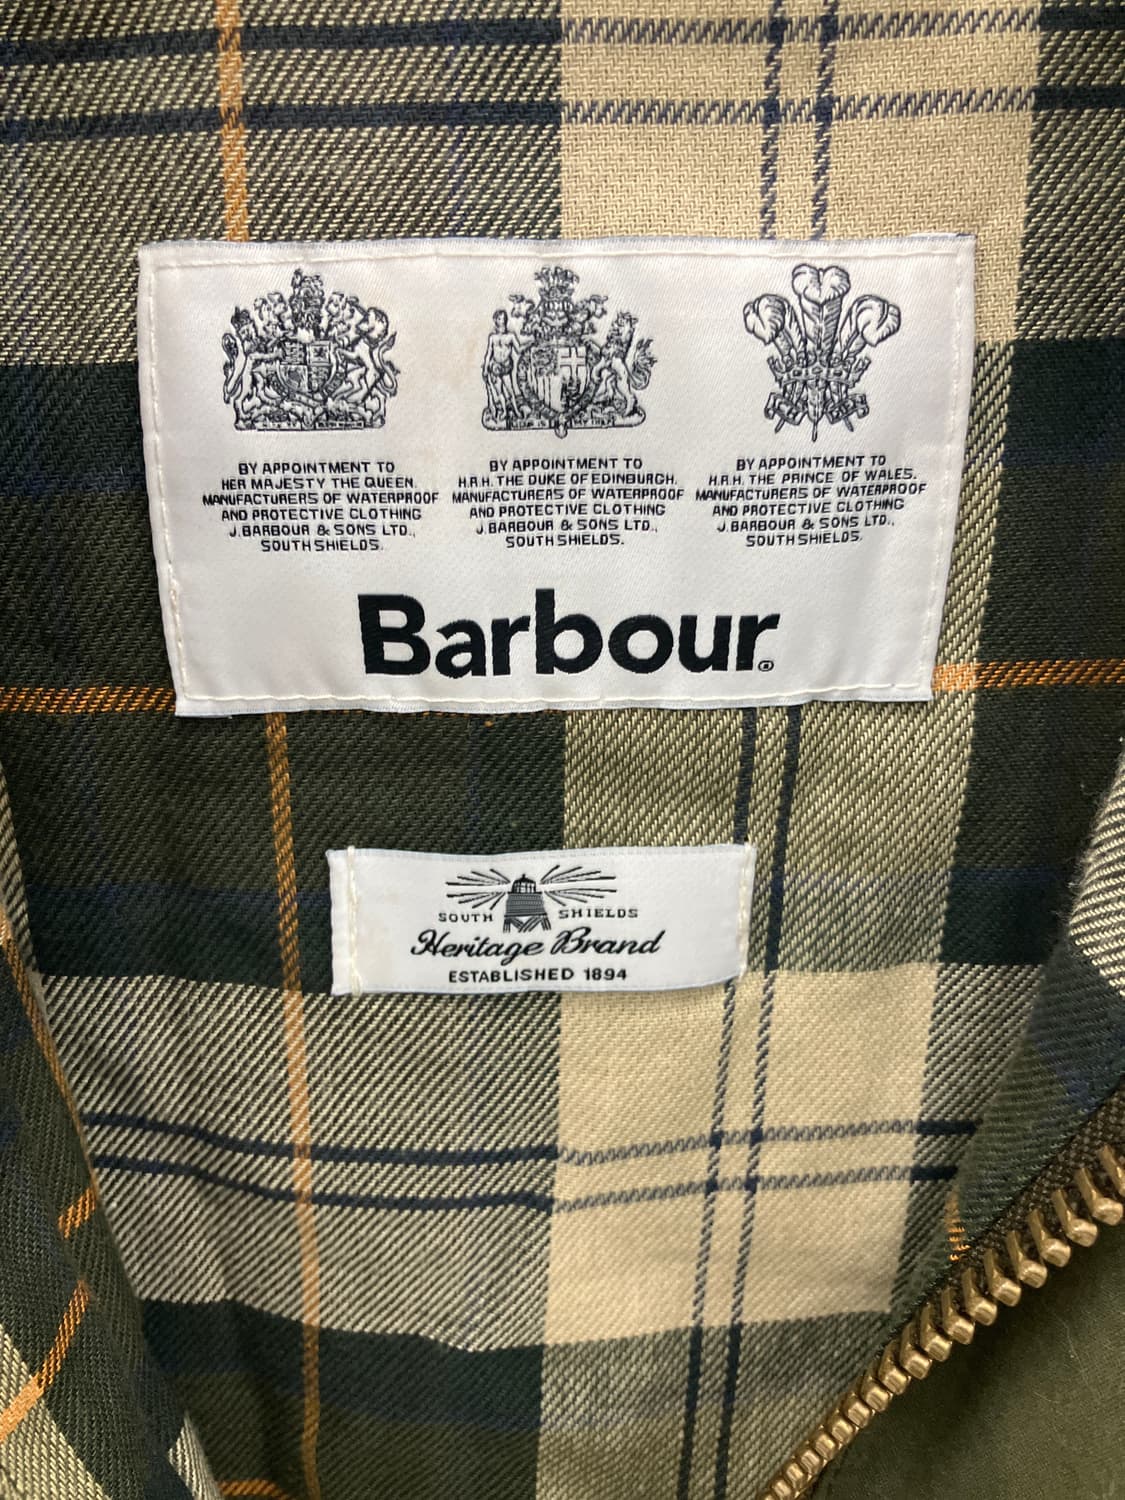 BY APPOINTMENT TO
HER MAJESTY THE QUEEN.
MANUFACTURERS OF WATERPROOF
AND PROTECTIVE CLOTHING
J. BARBOUR & SONS LTD.,
SOUTH SHIELDS.
BY APPOINTMENT TO
H.R.H. THE DUKE OF EDINBURGH.
MANUFACTURERS OF WATERPROOF
AND PROTECTIVE CLOTHING
J. BARBOUR & SONS LTD.,
SOUTH SHIELDS.
BY APPOINTMENT TO
H.R.H. THE PRINCE OF WALES.
MANUFACTURERS OF WATERPROOF
AND PROTECTIVE CLOTHING
J. BARBOUR & SONS LTD.,
SOUTH SHIELDS.
Barbour®
SOUTH SHIELDS
Heritage Brand
ESTABLISHED 1894